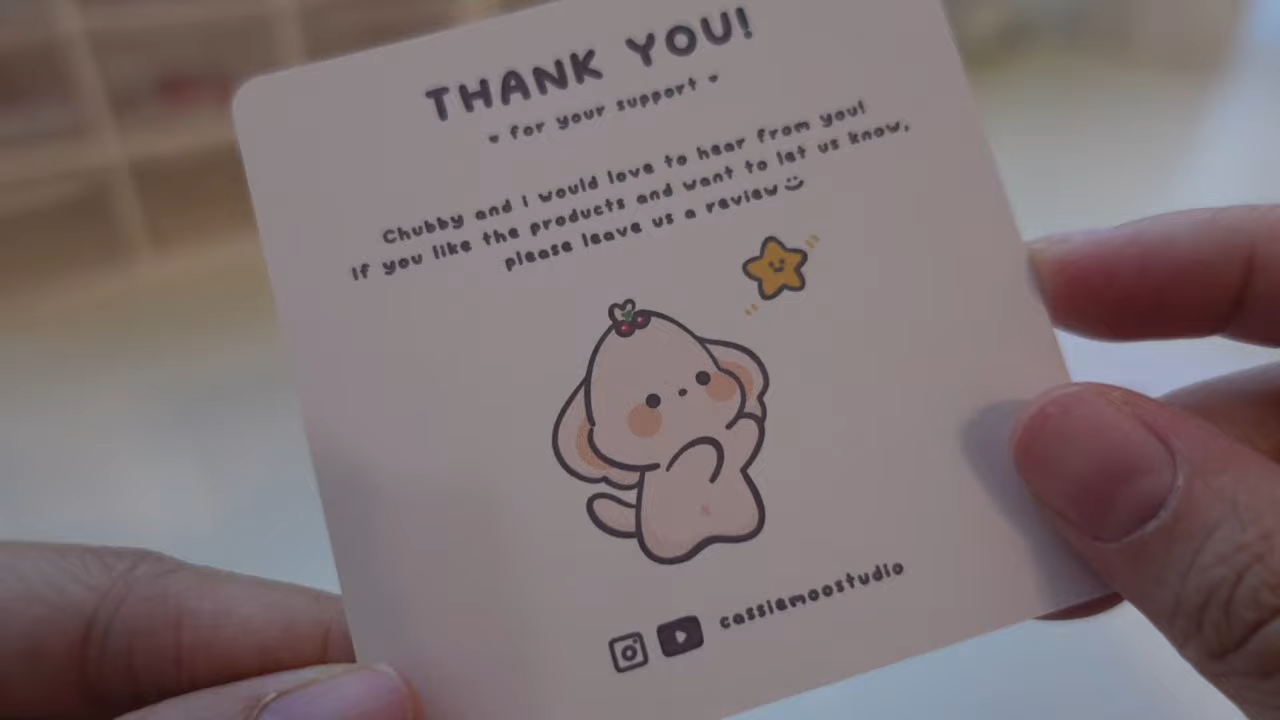 THANK YOU!
for your support
Chubby and I would love to hear from you!
If you like the products and want to let us know,
please leave us a review
cassiemoostudio